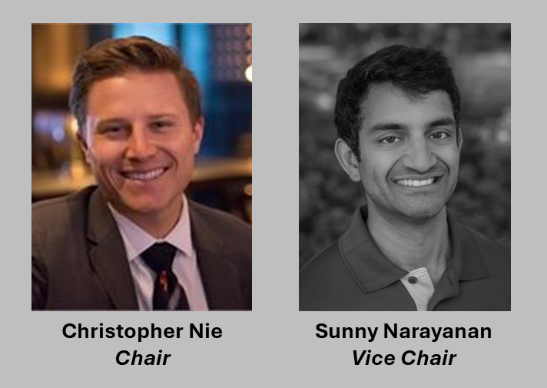 Christopher Nie
Chair
Sunny Narayanan
Vice Chair